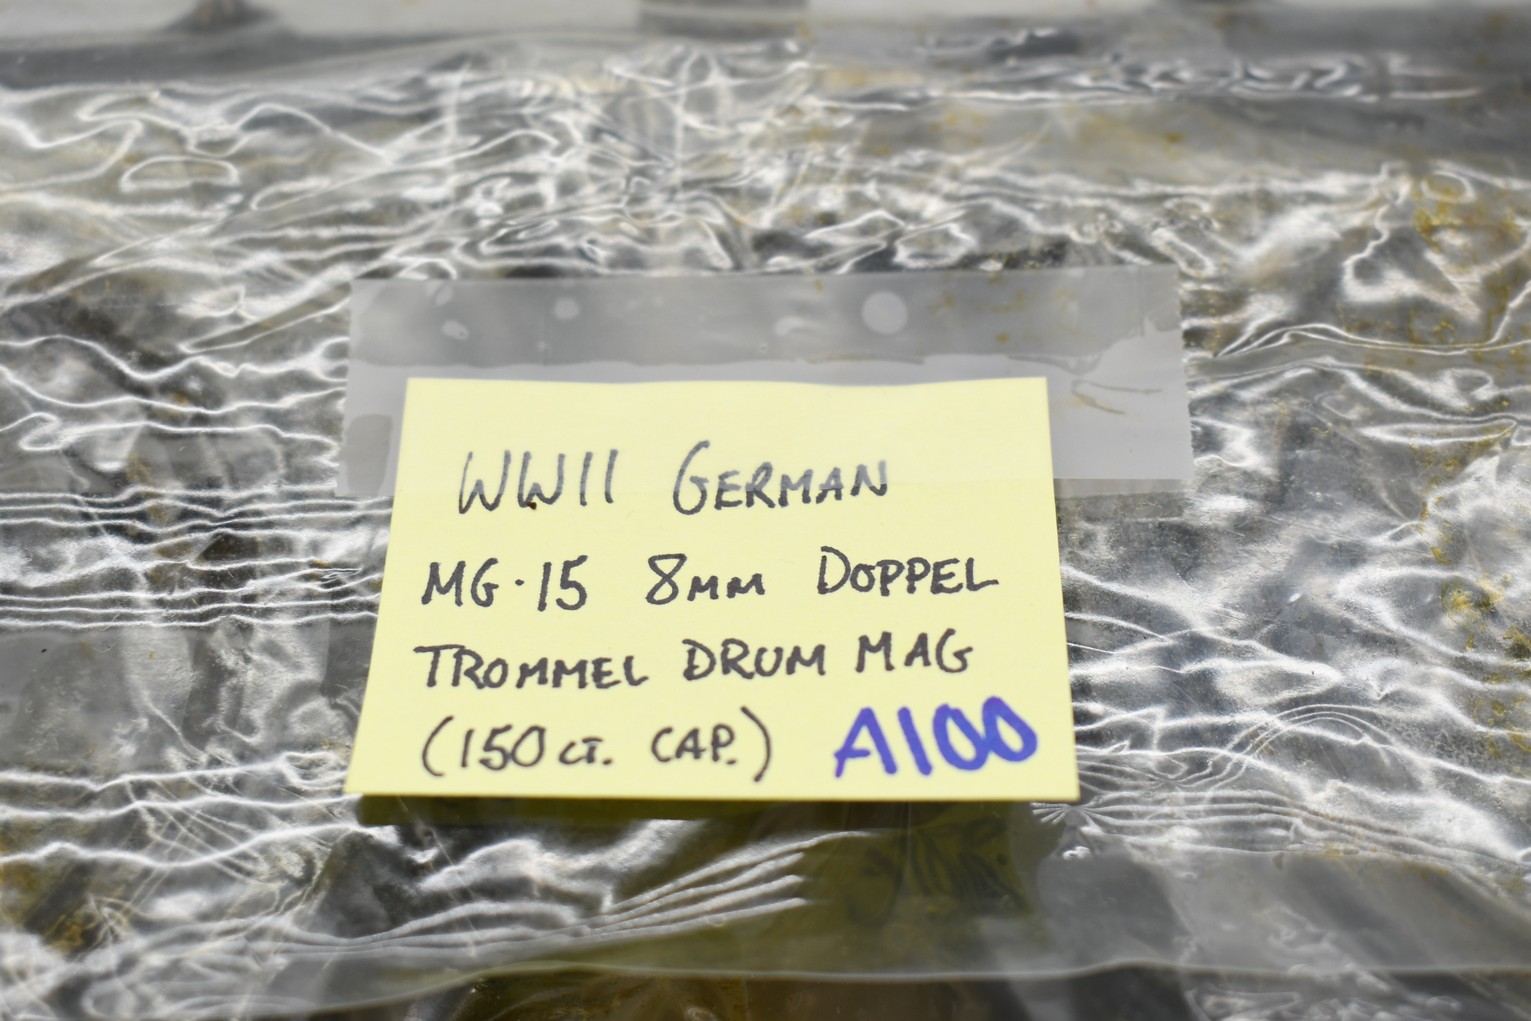 WWII GERMAN
MG-15 8MM DOPPEL
TROMMEL DRUM MAG
(150 CT. CAP.) A100